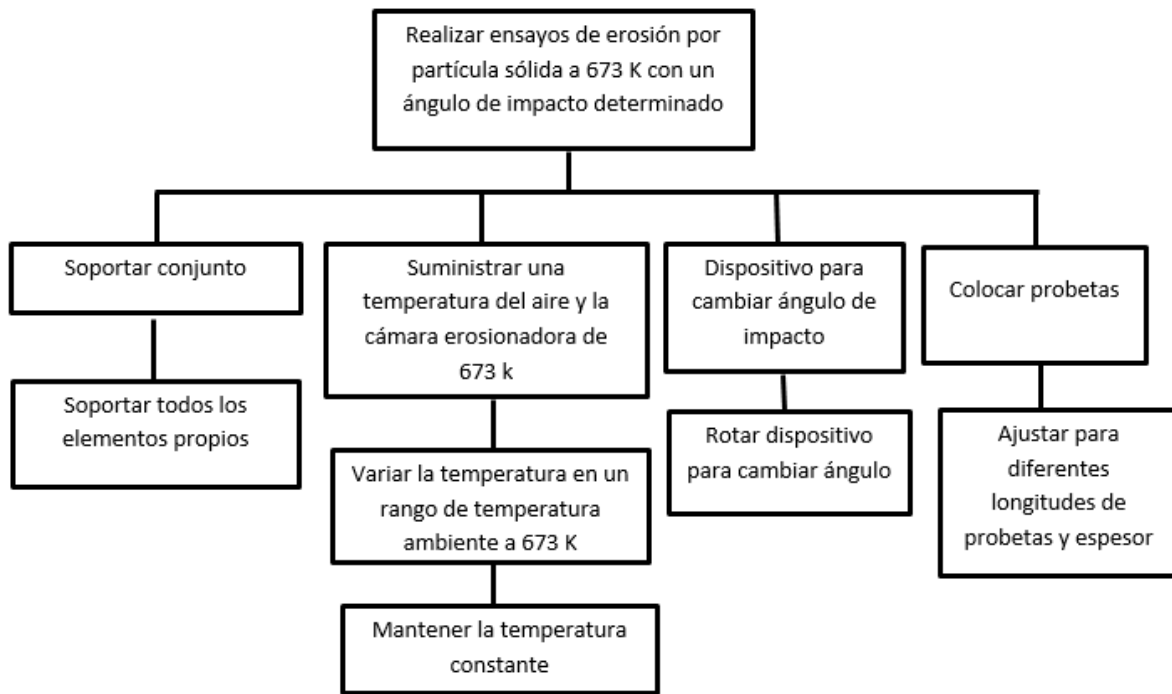 Realizar ensayos de erosión por
partícula sólida a 673 K con un
ángulo de impacto determinado
Soportar conjunto
Suministrar una
temperatura del aire y la
cámara erosionadora de
673 k
Dispositivo para
cambiar ángulo de
impacto
Colocar probetas
Soportar todos los
elementos propios
Variar la temperatura en un
rango de temperatura
ambiente a 673 K
Rotar dispositivo
para cambiar ángulo
Ajustar para
diferentes
longitudes de
probetas y espesor
Mantener la temperatura
constante